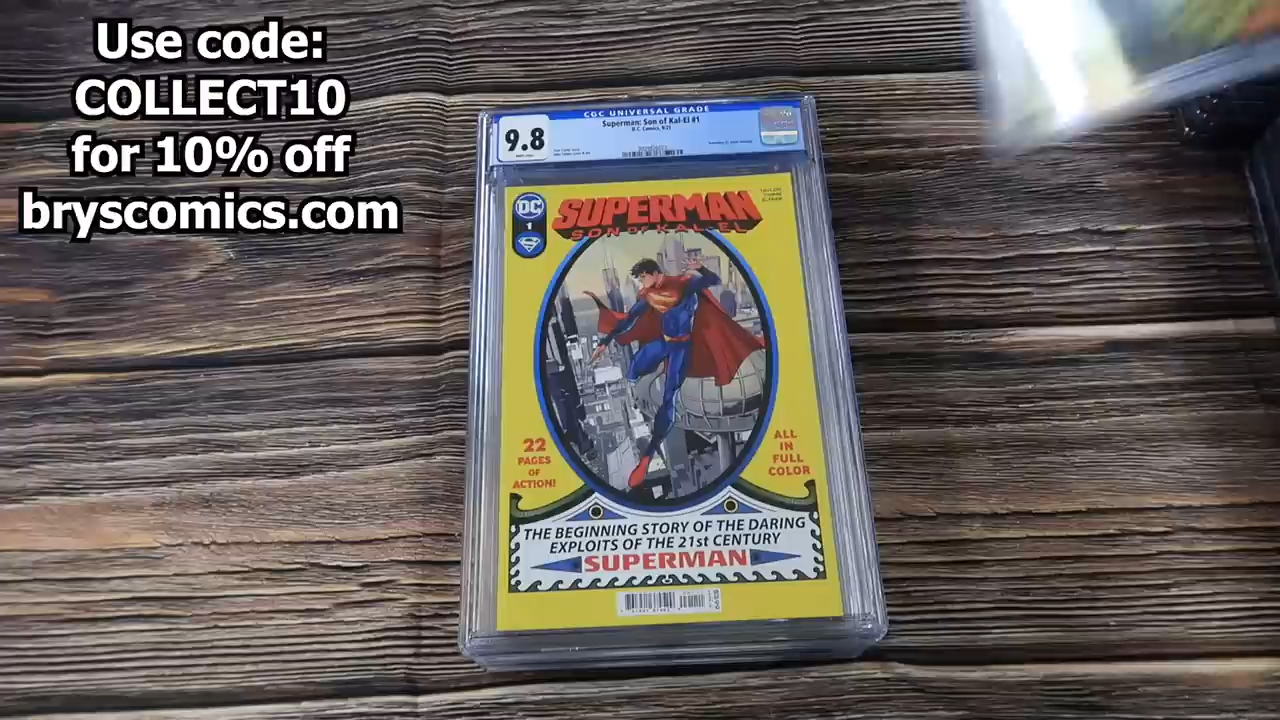 Use code:
COLLECT10
for 10% off
bryscomics.com
CGC UNIVERSAL GRADE
9.8
Superman: Son of Kal-El #1
D.C. Comics, 9/21
DC
1
SUPERMAN
SON OF KAL-EL
22
PAGES
OF
ACTION!
ALL
IN
FULL
COLOR
THE BEGINNING STORY OF THE DARING
EXPLOITS OF THE 21st CENTURY
SUPERMAN